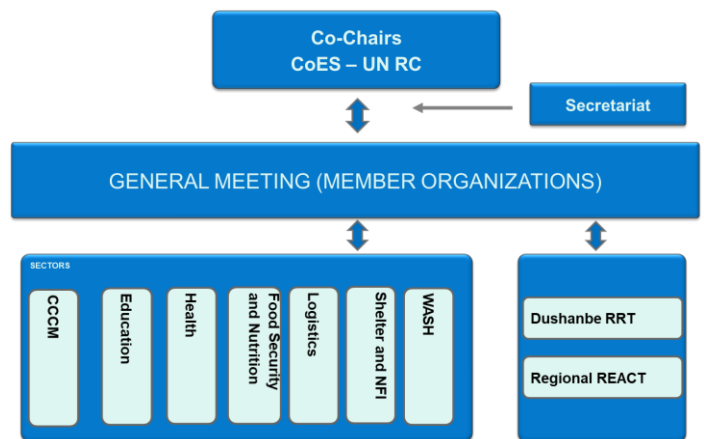 Co-Chairs
CoES – UN RC
Secretariat
GENERAL MEETING (MEMBER ORGANIZATIONS)
SECTORS
CCCM
Education
Health
Food Security
and Nutrition
Logistics
Shelter and NFI
WASH
Dushanbe RRT
Regional REACT